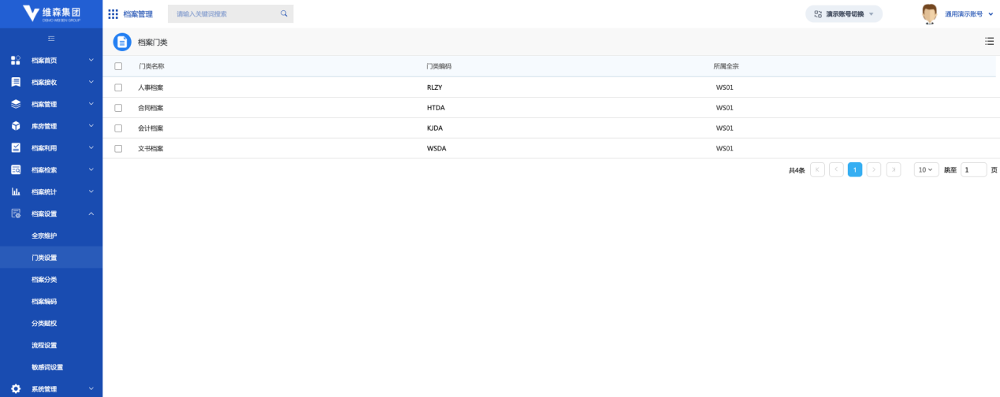 维森集团
DEMO WEISEN GROUP
档案管理
请输入关键词搜索
演示账号切换
通用演示账号
档案首页
档案接收
档案管理
库房管理
档案利用
档案检索
档案统计
档案设置
全宗维护
门类设置
档案分类
档案编码
分类赋权
流程设置
敏感词设置
系统管理
档案门类
门类名称 门类编码 所属全宗
人事档案 RLZY WS01
合同档案 HTDA WS01
会计档案 KJDA WS01
文书档案 WSDA WS01
共4条 1 10 跳至 1 页